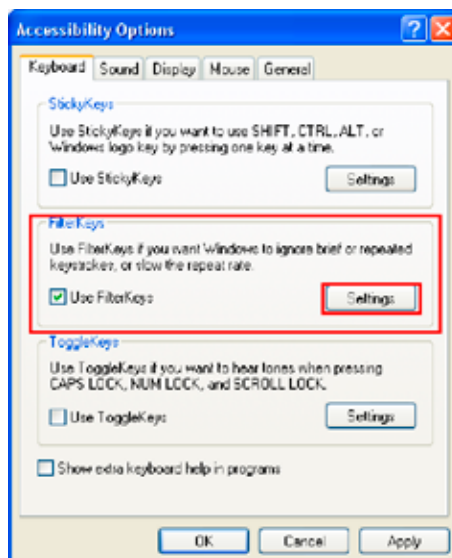 Accessibility Options
Keyboard Sound Display Mouse General
StickyKeys
Use StickyKeys if you want to use SHIFT, CTRL, ALT, or
Windows logo key by pressing one key at a time.
Use StickyKeys Settings
FilterKeys
Use FilterKeys if you want Windows to ignore brief or repeated
keystrokes, or slow the repeat rate.
Use FilterKeys Settings
ToggleKeys
Use ToggleKeys if you want to hear tones when pressing
CAPS LOCK, NUM LOCK, and SCROLL LOCK.
Use ToggleKeys Settings
Show extra keyboard help in programs
OK Cancel Apply